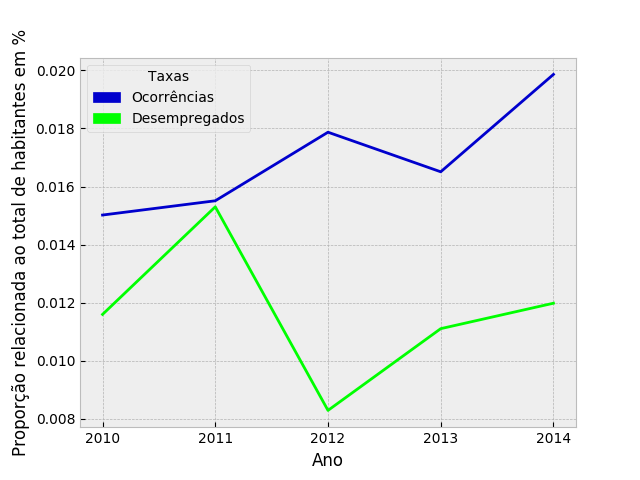 Proporção relacionada ao total de habitantes em %
0.020
0.018
0.016
0.014
0.012
0.010
0.008
Taxas
Ocorrências
Desempregados
2010 2011 2012 2013 2014
Ano